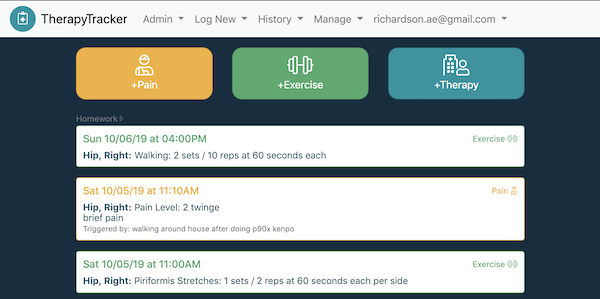 TherapyTracker Admin Log New History Manage richardson.ae@gmail.com
+Pain +Exercise +Therapy
Homework
Sun 10/06/19 at 04:00PM Exercise
Hip, Right: Walking: 2 sets / 10 reps at 60 seconds each
Sat 10/05/19 at 11:10AM Pain
Hip, Right: Pain Level: 2 twinge
brief pain
Triggered by: walking around house after doing p90x kenpo
Sat 10/05/19 at 11:00AM Exercise
Hip, Right: Piriformis Stretches: 1 sets / 2 reps at 60 seconds each per side